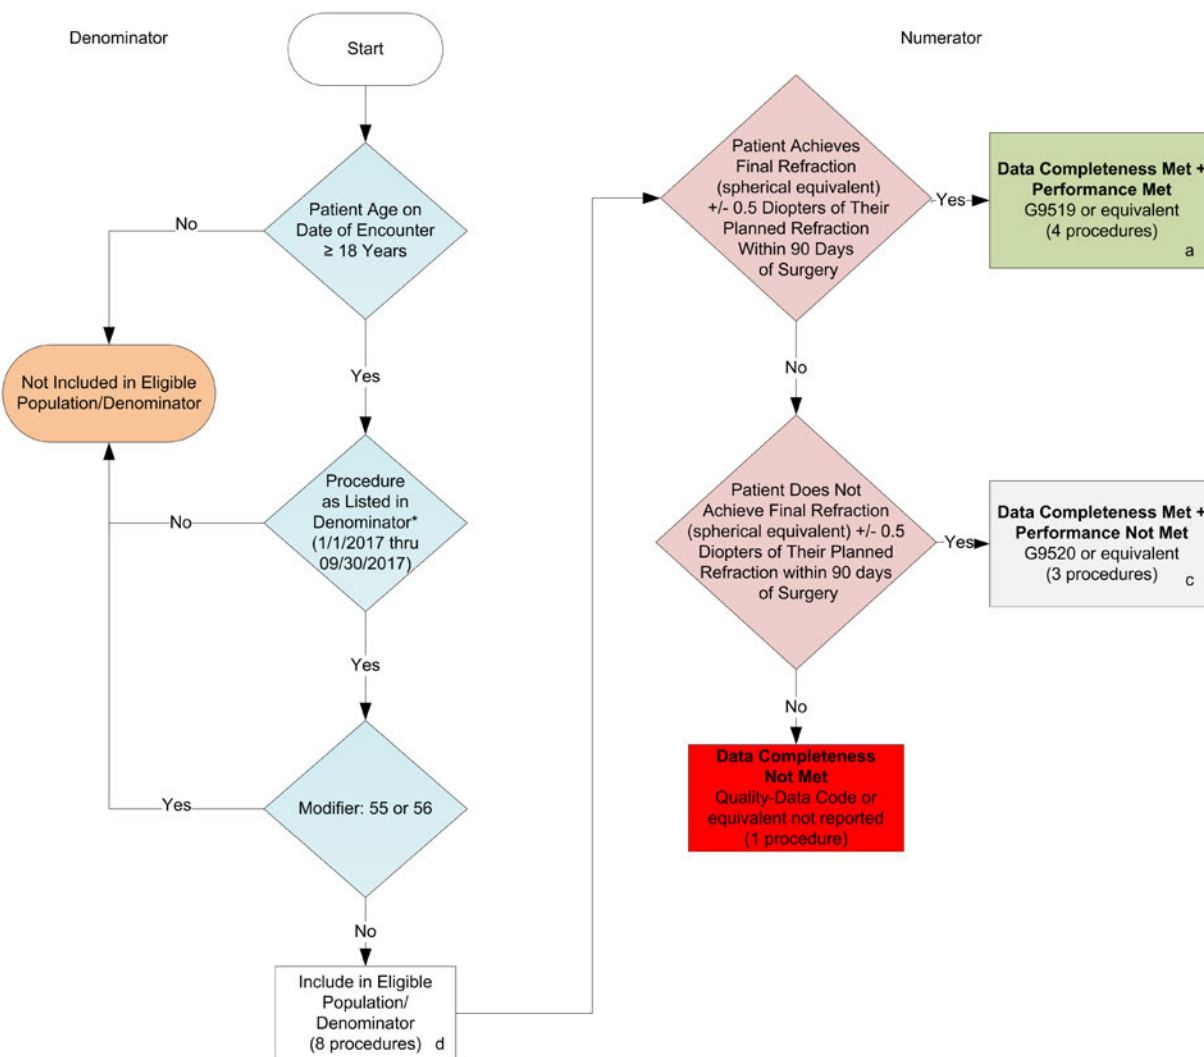 Denominator
Start
Patient Age on
Date of Encounter
≥ 18 Years
No
Yes
Not Included in Eligible
Population/Denominator
Procedure
as Listed in
Denominator*
(1/1/2017 thru
09/30/2017)
No
Yes
Modifier: 55 or 56
Yes
No
Include in Eligible
Population/
Denominator
(8 procedures) d
Numerator
Patient Achieves
Final Refraction
(spherical equivalent)
+/- 0.5 Diopters of Their
Planned Refraction
Within 90 Days
of Surgery
Yes
Data Completeness Met +
Performance Met
G9519 or equivalent
(4 procedures)
a
No
Patient Does Not
Achieve Final Refraction
(spherical equivalent) +/- 0.5
Diopters of Their Planned
Refraction within 90 days
of Surgery
Yes
Data Completeness Met +
Performance Not Met
G9520 or equivalent
(3 procedures) c
No
Data Completeness
Not Met
Quality-Data Code or
equivalent not reported
(1 procedure)